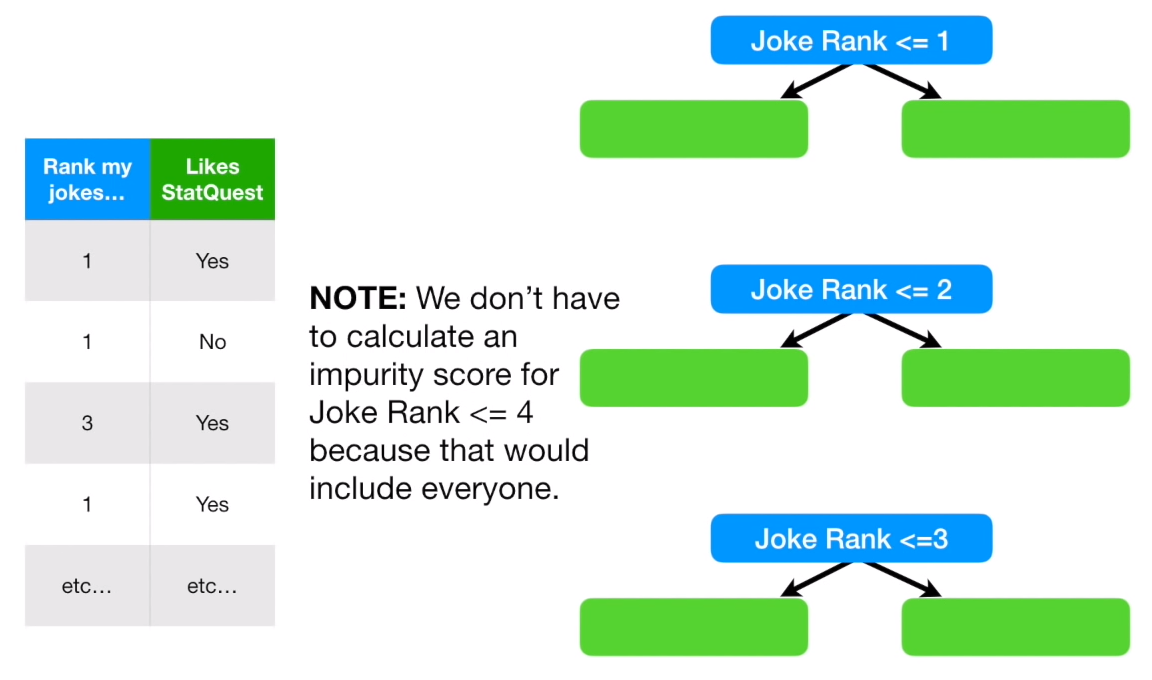 Joke Rank <= 1
Rank my
jokes...
Likes
StatQuest
1 Yes
1 No
3 Yes
1 Yes
etc... etc...
NOTE: We don’t have
to calculate an
impurity score for
Joke Rank <= 4
because that would
include everyone.
Joke Rank <= 2
Joke Rank <=3